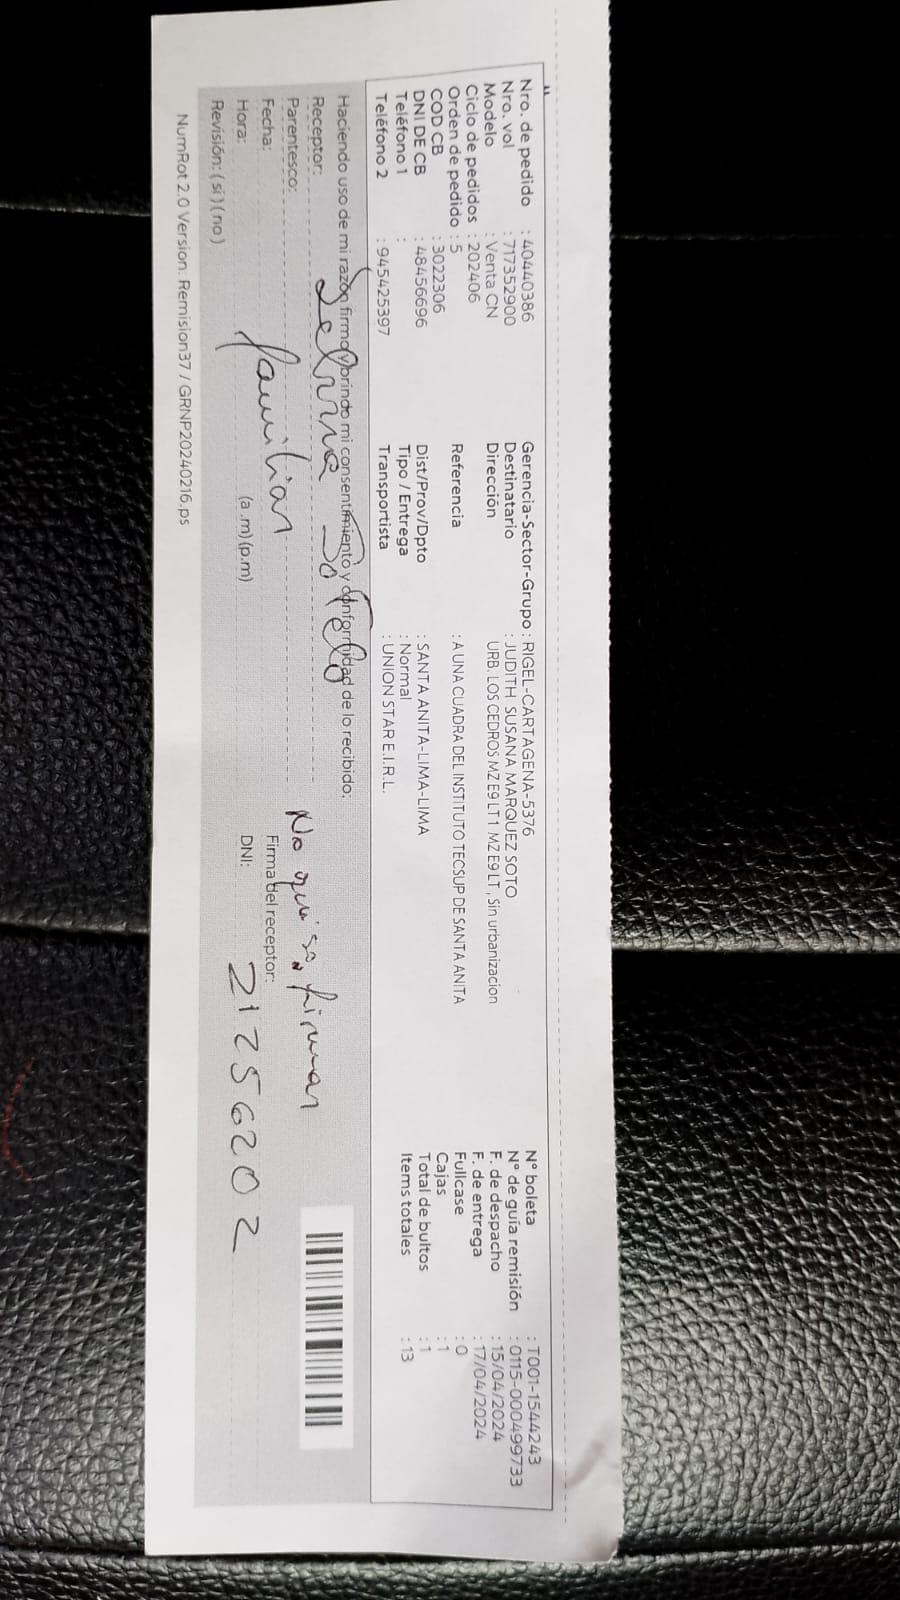 Nro. de pedido : 40440386
Nro. vol : 717352900
Modelo : Venta CN
Ciclo de pedidos : 202406
Orden de pedido : 5
COD CB : 3022306
DNI DE CB : 48456696
Teléfono 1 :
Teléfono 2 : 945425397
Gerencia-Sector-Grupo : RIGEL-CARTAGENA-5376
Destinatario : JUDITH SUSANA MARQUEZ SOTO
Dirección URB. LOS CEDROS MZ E9 LT 1 MZ E9 LT , Sin urbanizacion
Referencia : A UNA CUADRA DEL INSTITUTO TECSUP DE SANTA ANITA
Dist/Prov/Dpto : SANTA ANITA-LIMA-LIMA
Tipo / Entrega : Normal
Transportista : UNION STAR E.I.R.L.
N° boleta : T001-1544243
N° de guía remisión : 0115-000499733
F. de despacho : 15/04/2024
F. de entrega : 17/04/2024
Fullcase : 0
Cajas : 1
Total de bultos : 1
Items totales : 13
Haciendo uso de mi razón firmo y brindo mi consentimiento y conformidad de lo recibido:
Receptor:
Parentesco: familiar
Fecha:
Hora: (a .m) (p.m)
Revisión: ( si ) ( no )
No quiso firmar
Firma del receptor:
DNI: 21256202
NumRot 2.0 Version: Remision37 / GRNP20240216.ps